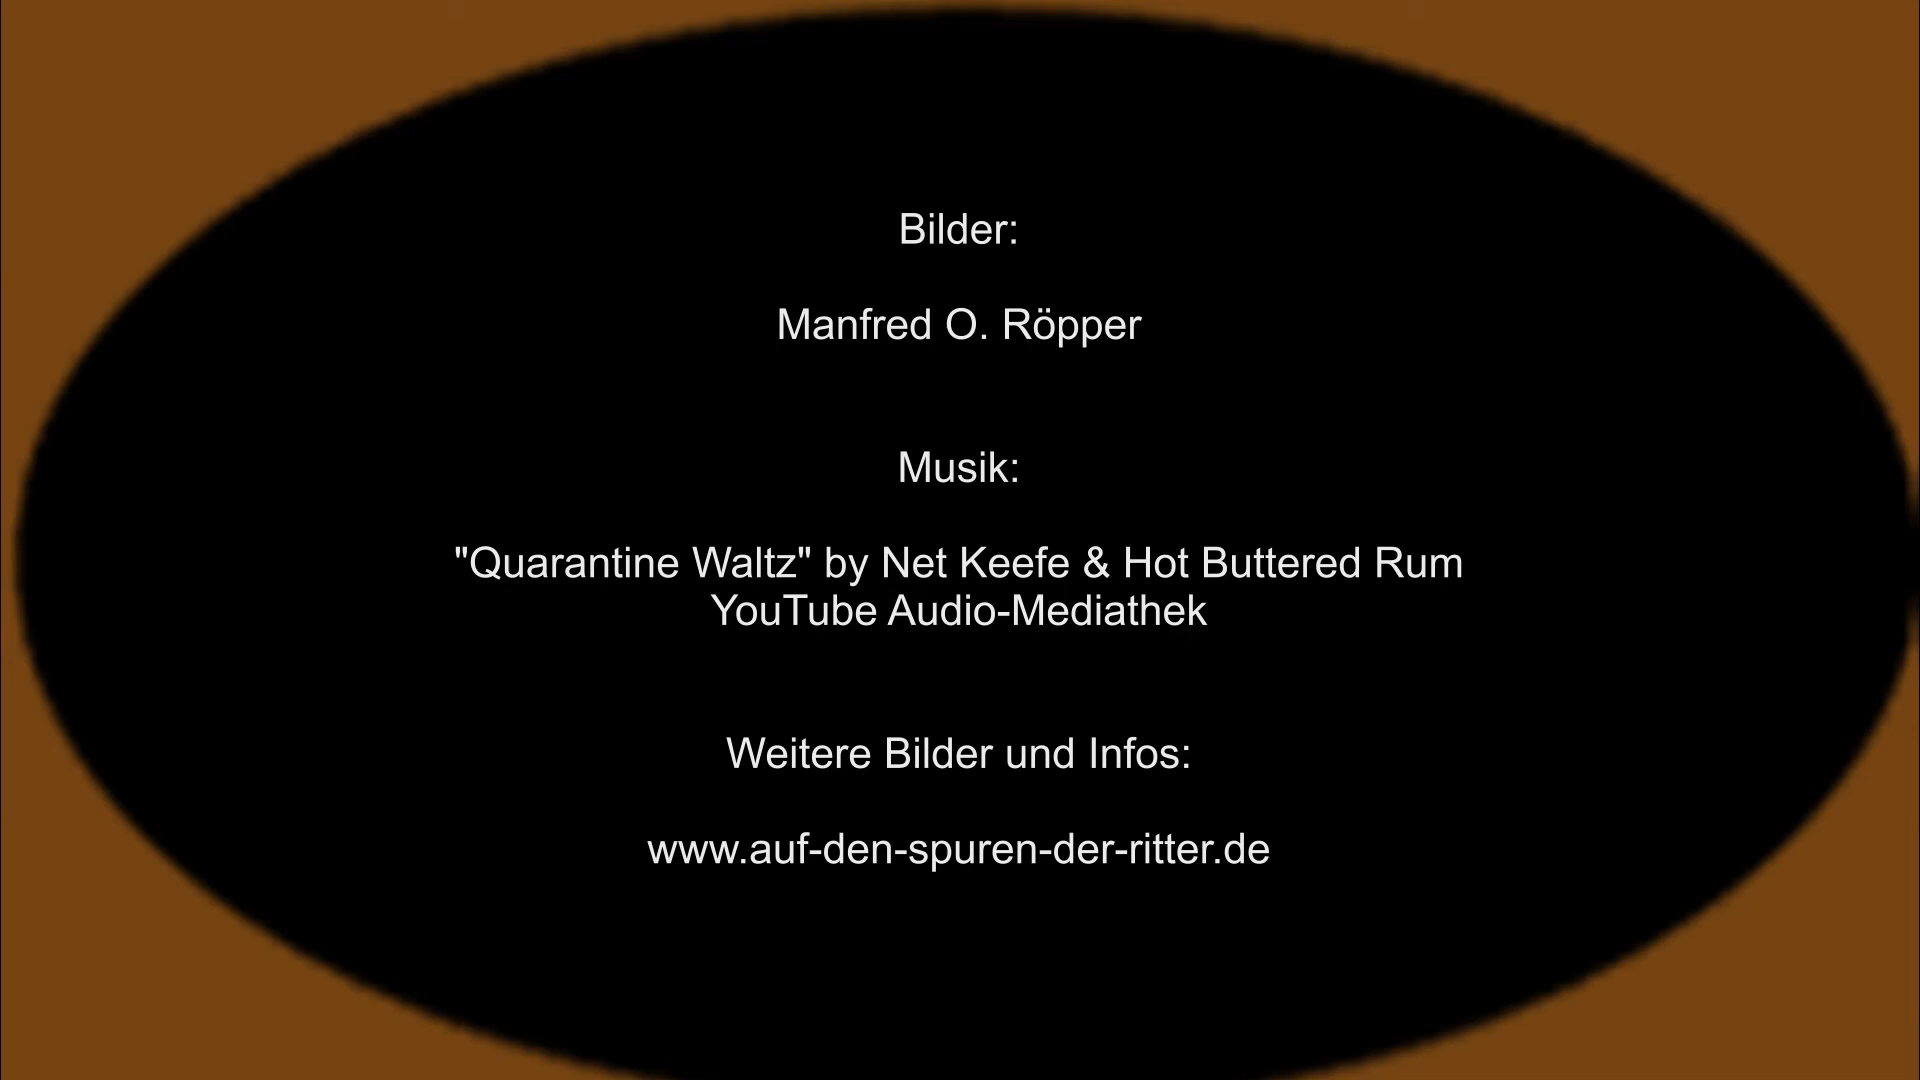 Bilder:
Manfred O. Röpper
Musik:
"Quarantine Waltz" by Net Keefe & Hot Buttered Rum
YouTube Audio-Mediathek
Weitere Bilder und Infos:
www.auf-den-spuren-der-ritter.de